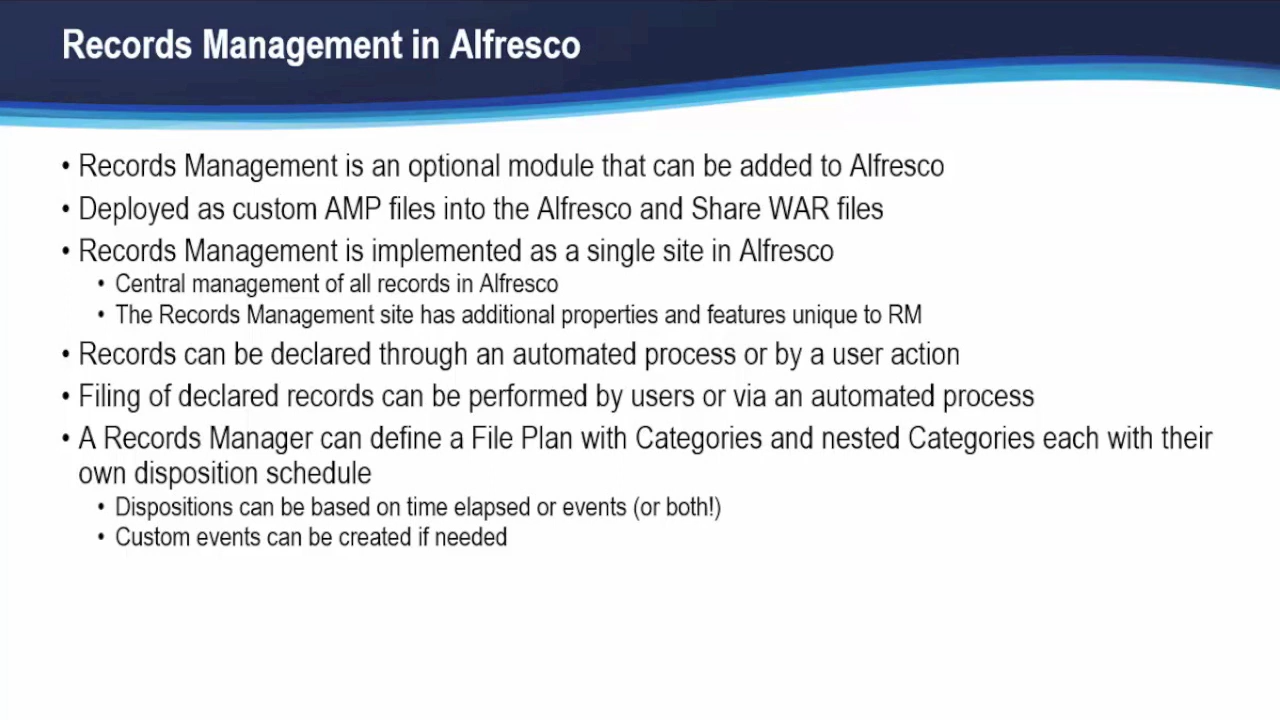 Records Management in Alfresco
• Records Management is an optional module that can be added to Alfresco
• Deployed as custom AMP files into the Alfresco and Share WAR files
• Records Management is implemented as a single site in Alfresco
• Central management of all records in Alfresco
• The Records Management site has additional properties and features unique to RM
• Records can be declared through an automated process or by a user action
• Filing of declared records can be performed by users or via an automated process
• A Records Manager can define a File Plan with Categories and nested Categories each with their
own disposition schedule
• Dispositions can be based on time elapsed or events (or both!)
• Custom events can be created if needed